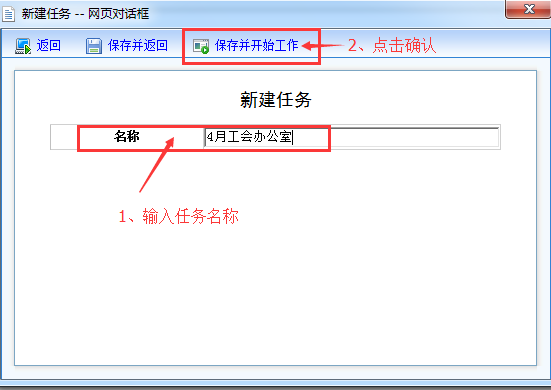 新建任务 -- 网页对话框
返回 保存并返回 保存并开始工作 2、点击确认
新建任务
名称 4月工会办公室
1、输入任务名称